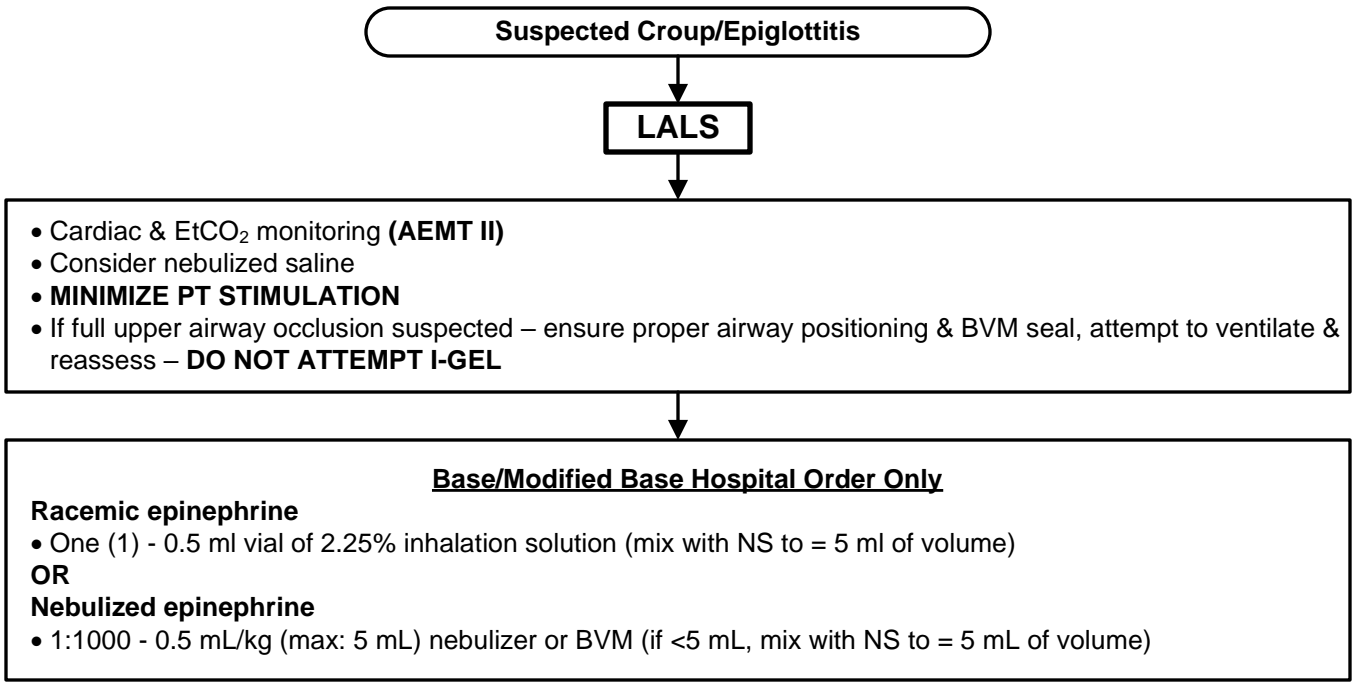 Suspected Croup/Epiglottitis
LALS
• Cardiac & EtCO₂ monitoring (AEMT II)
• Consider nebulized saline
• MINIMIZE PT STIMULATION
• If full upper airway occlusion suspected – ensure proper airway positioning & BVM seal, attempt to ventilate &
reassess – DO NOT ATTEMPT I-GEL
Base/Modified Base Hospital Order Only
Racemic epinephrine
• One (1) - 0.5 ml vial of 2.25% inhalation solution (mix with NS to = 5 ml of volume)
OR
Nebulized epinephrine
• 1:1000 - 0.5 mL/kg (max: 5 mL) nebulizer or BVM (if <5 mL, mix with NS to = 5 mL of volume)